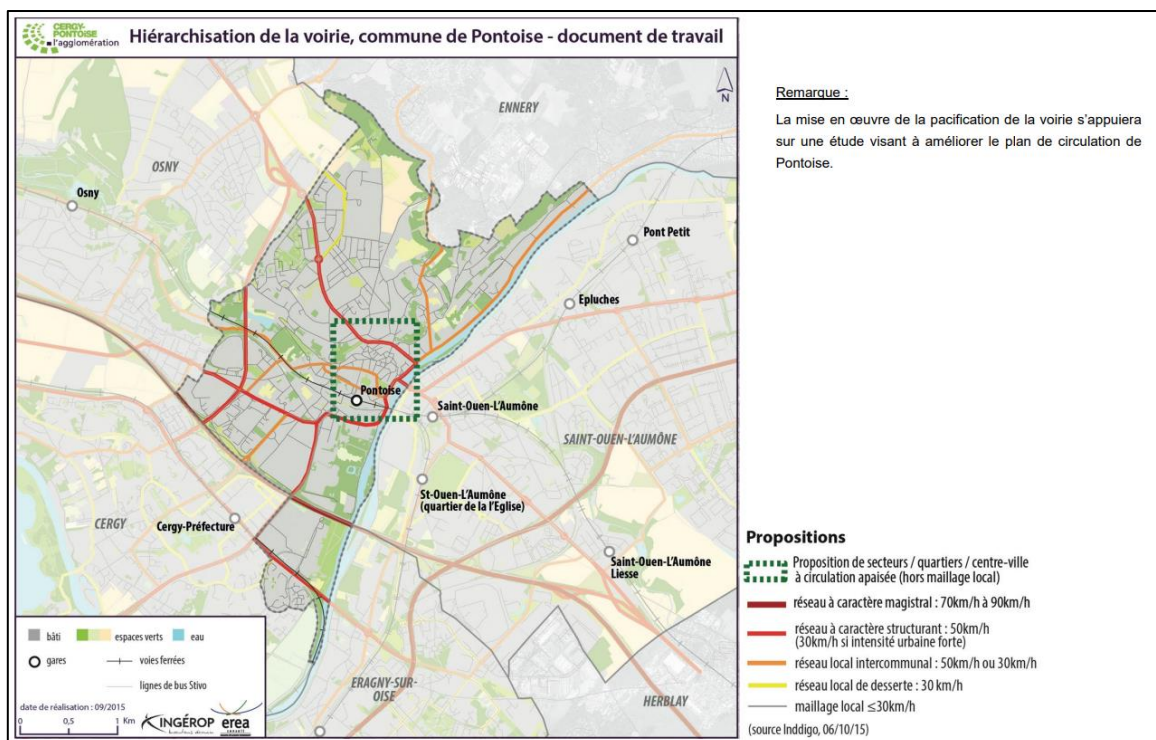 CERGY-
PONTOISE
l'agglomération
Hiérarchisation de la voirie, commune de Pontoise - document de travail
N
ENNERY
OSNY
Osny
Pont Petit
Epluches
Pontoise
Saint-Ouen-L'Aumône
SAINT-OUEN-L'AUMÔNE
St-Ouen-L'Aumône
(quartier de la l'Eglise)
CERGY
Cergy-Préfecture
Saint-Ouen-L'Aumône
Liesse
ERAGNY-SUR-
OISE
HERBLAY
bâti
espaces verts
eau
gares
voies ferrées
lignes de bus Stivo
date de réalisation : 09/2015
0 0,5 1 Km
INGÉROP
erea
Remarque :
La mise en œuvre de la pacification de la voirie s'appuiera
sur une étude visant à améliorer le plan de circulation de
Pontoise.
Propositions
Proposition de secteurs / quartiers / centre-ville
à circulation apaisée (hors maillage local)
réseau à caractère magistral : 70km/h à 90km/h
réseau à caractère structurant : 50km/h
(30km/h si intensité urbaine forte)
réseau local intercommunal : 50km/h ou 30km/h
réseau local de desserte : 30 km/h
maillage local ≤30km/h
(source Inddigo, 06/10/15)